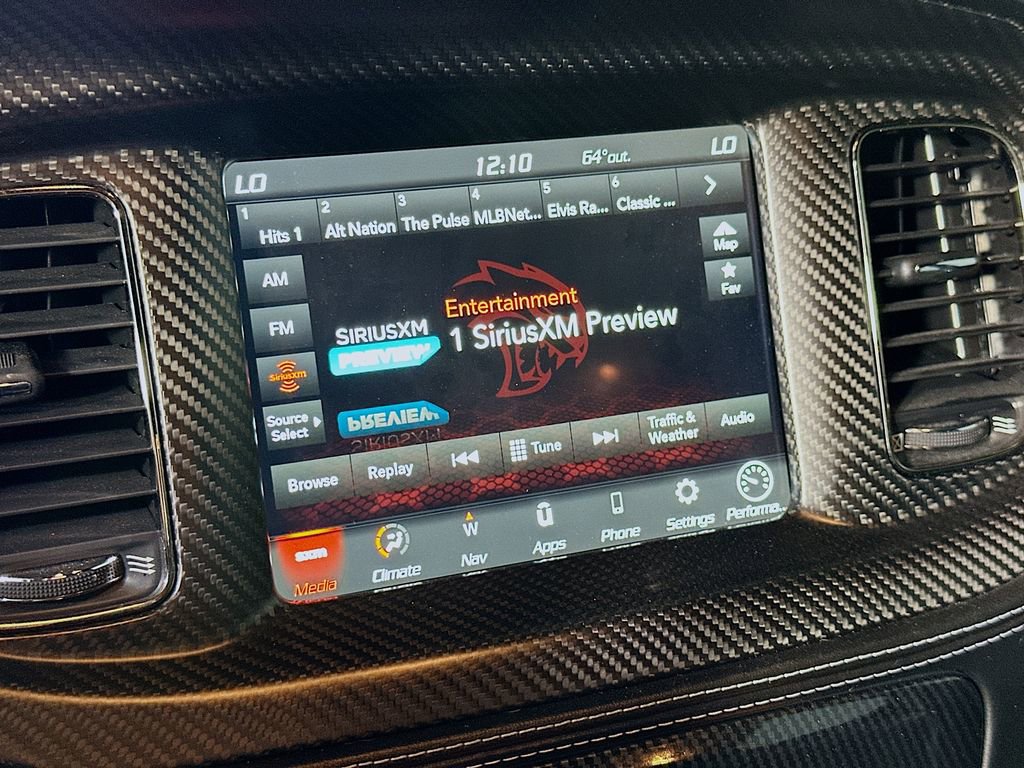 LO
12:10
64°out.
LO
1
Hits 1
2
Alt Nation
3
The Pulse
4
MLBNet...
5
Elvis Ra...
6
Classic ...
AM
FM
SiriusXM
Source
Select
Map
Fav
Entertainment
1 SiriusXM Preview
SIRIUSXM
PREVIEW
PREVIEW
SIRIUSXM
Browse
Replay
Tune
Traffic &
Weather
Audio
sxm
Media
Climate
W
Nav
Apps
Phone
Settings
Performa...